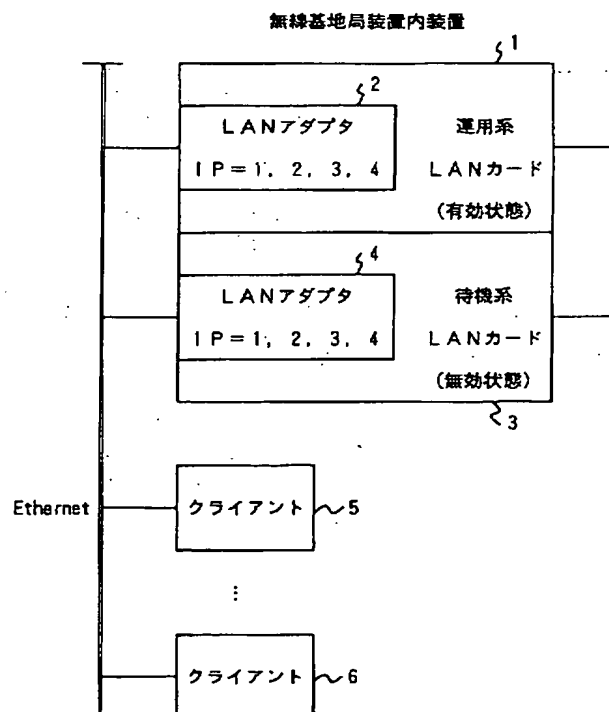 無線基地局装置内装置
1
2
LANアダプタ
IP=1, 2, 3, 4
運用系
LANカード
(有効状態)
4
LANアダプタ
IP=1, 2, 3, 4
待機系
LANカード
(無効状態)
3
Ethernet
クライアント
5
⋮
クライアント
6